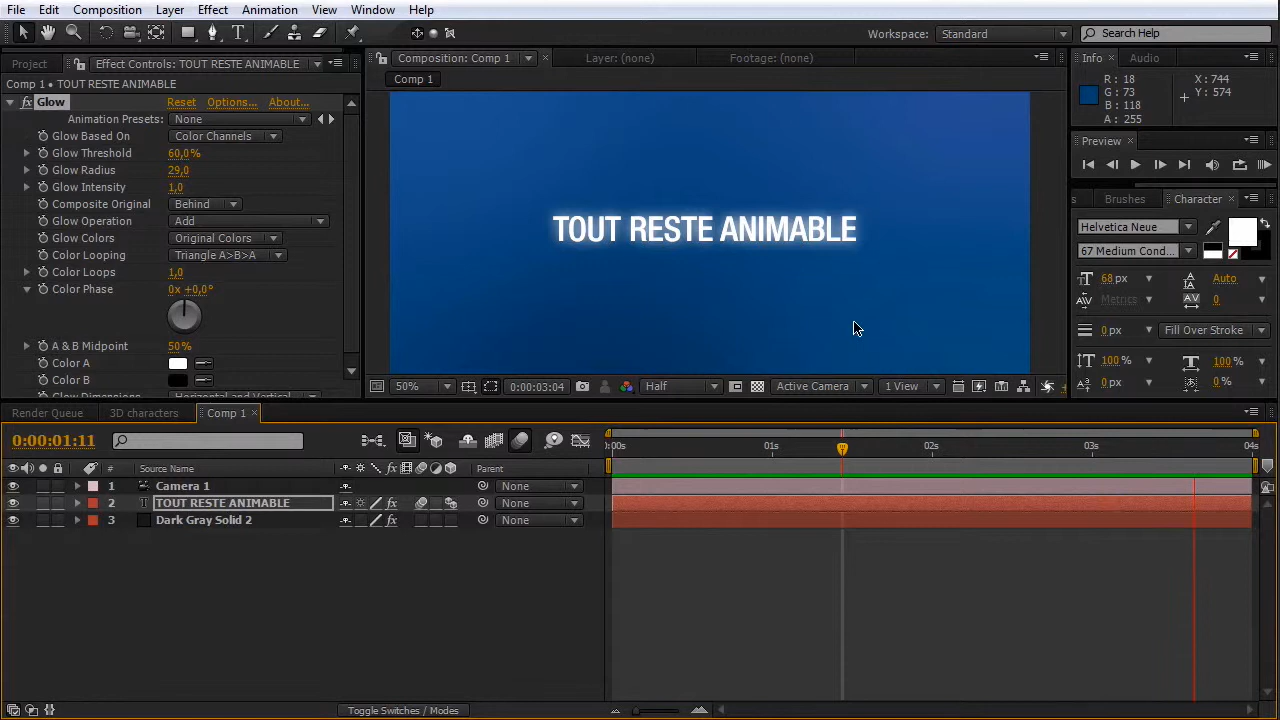 File Edit Composition Layer Effect Animation View Window Help
Workspace: Standard Search Help
Project Effect Controls: TOUT RESTE ANIMABLE
Comp 1 • TOUT RESTE ANIMABLE
fx Glow Reset Options... About...
Animation Presets: None
Glow Based On Color Channels
Glow Threshold 60,0%
Glow Radius 29,0
Glow Intensity 1,0
Composite Original Behind
Glow Operation Add
Glow Colors Original Colors
Color Looping Triangle A>B>A
Color Loops 1,0
Color Phase 0x +0,0°
A & B Midpoint 50%
Color A
Color B
Glow Dimensions Horizontal and Vertical
Composition: Comp 1 Layer: (none) Footage: (none)
Comp 1
TOUT RESTE ANIMABLE
50% 0:00:03:04 Half Active Camera 1 View
Info Audio
R : 18
G : 73
B : 118
A : 255
X : 744
Y : 574
Preview
Brushes Character
Helvetica Neue
67 Medium Cond...
68 px Auto
Metrics 0
0 px Fill Over Stroke
100 % 100 %
0 px 0 %
Render Queue 3D characters Comp 1
0:00:01:11
:00s 01s 02s 03s 04s
# Source Name Parent
1 Camera 1 None
2 T TOUT RESTE ANIMABLE fx None
3 Dark Gray Solid 2 fx None
Toggle Switches / Modes